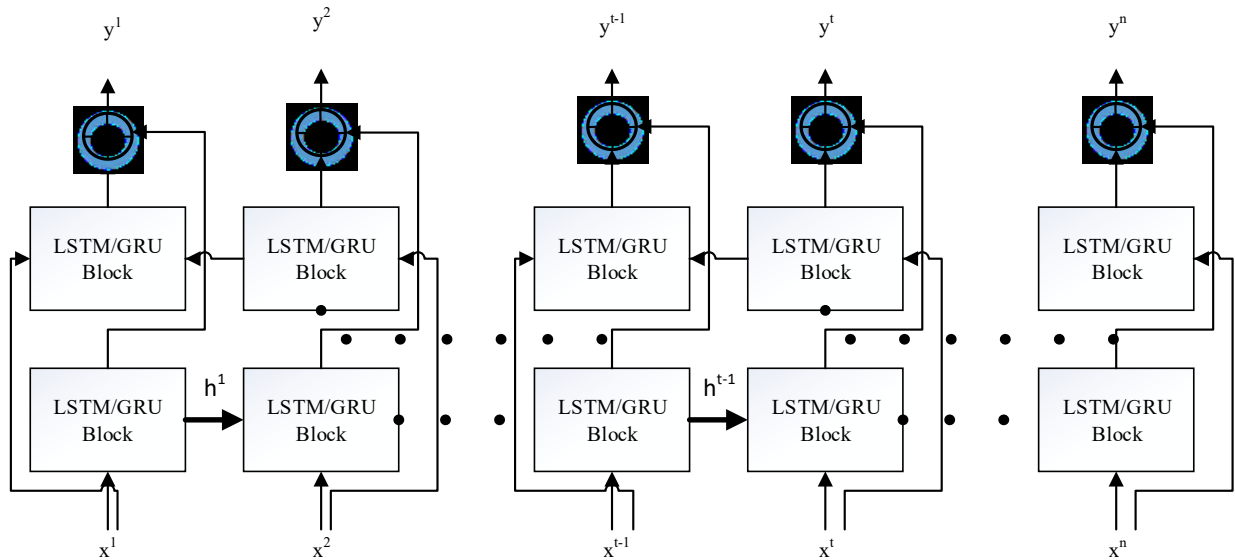 y¹ y² yᵗ⁻¹ yᵗ yⁿ
LSTM/GRU LSTM/GRU LSTM/GRU LSTM/GRU LSTM/GRU
Block Block Block Block Block
h¹ hᵗ⁻¹
LSTM/GRU LSTM/GRU LSTM/GRU LSTM/GRU LSTM/GRU
Block Block Block Block Block
x¹ x² xᵗ⁻¹ xᵗ xⁿ